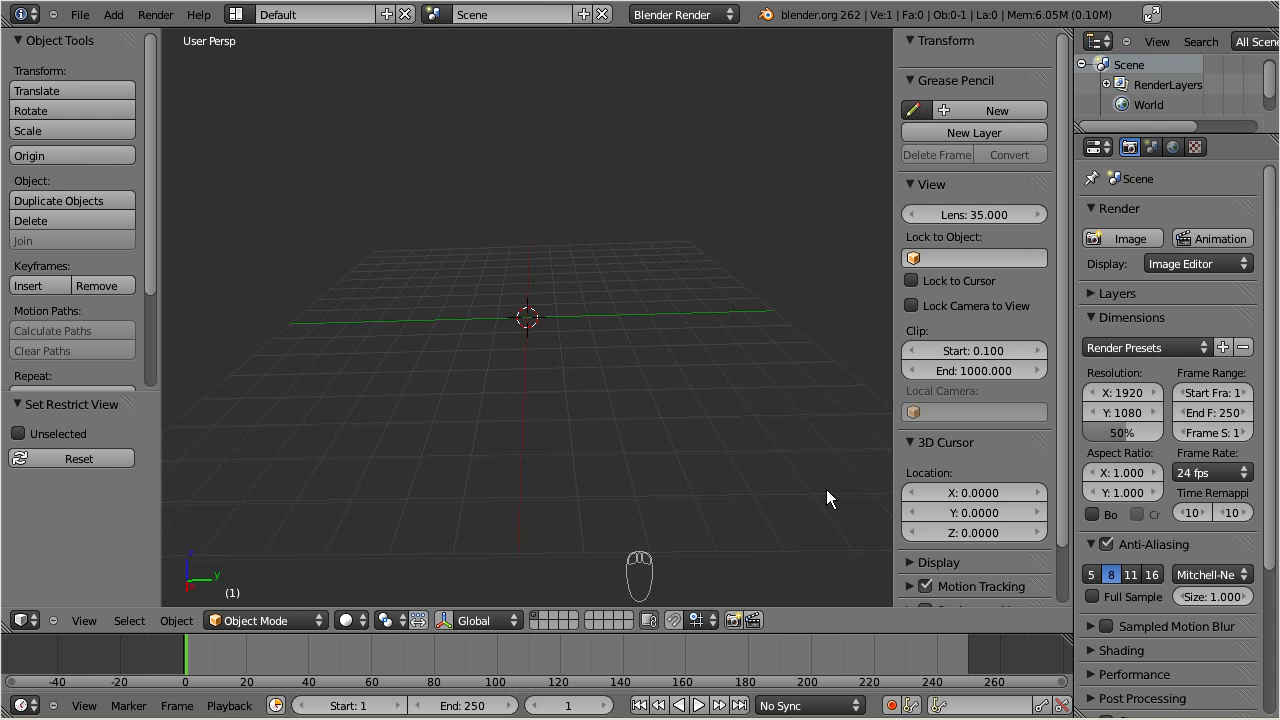 File Add Render Help Default Scene Blender Render blender.org 262 | Ve:1 | Fa:0 | Ob:0-1 | La:0 | Mem:6.05M (0.10M)
Object Tools
Transform:
Translate
Rotate
Scale
Origin
Object:
Duplicate Objects
Delete
Join
Keyframes:
Insert Remove
Motion Paths:
Calculate Paths
Clear Paths
Repeat:
Set Restrict View
Unselected
Reset
User Persp
z
y
(1)
Transform
Grease Pencil
New
New Layer
Delete Frame Convert
View
Lens: 35.000
Lock to Object:
Lock to Cursor
Lock Camera to View
Clip:
Start: 0.100
End: 1000.000
Local Camera:
3D Cursor
Location:
X: 0.0000
Y: 0.0000
Z: 0.0000
Display
Motion Tracking
View Search All Scene
Scene
RenderLayers
World
Scene
Render
Image Animation
Display: Image Editor
Layers
Dimensions
Render Presets
Resolution: Frame Range:
X: 1920 Start Fra: 1
Y: 1080 End F: 250
50% Frame S: 1
Aspect Ratio: Frame Rate:
X: 1.000 24 fps
Y: 1.000 Time Remappi
Bo Cr 10 10
Anti-Aliasing
5 8 11 16 Mitchell-Ne
Full Sample Size: 1.000
Sampled Motion Blur
Shading
Performance
Post Processing
View Select Object Object Mode Global
-40 -20 0 20 40 60 80 100 120 140 160 180 200 220 240 260
View Marker Frame Playback Start: 1 End: 250 1 No Sync